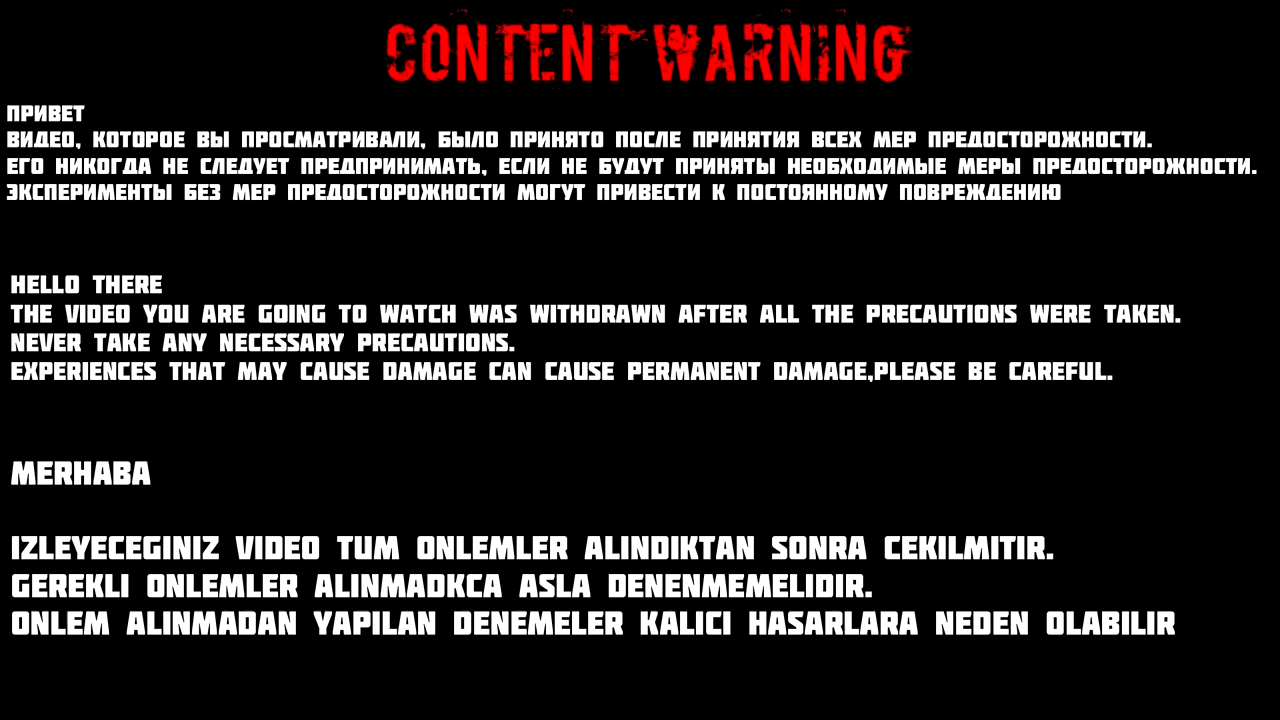 CONTENT WARNING
ПРИВЕТ
ВИДЕО, КОТОРОЕ ВЫ ПРОСМАТРИВАЛИ, БЫЛО ПРИНЯТО ПОСЛЕ ПРИНЯТИЯ ВСЕХ МЕР ПРЕДОСТОРОЖНОСТИ.
ЕГО НИКОГДА НЕ СЛЕДУЕТ ПРЕДПРИНИМАТЬ, ЕСЛИ НЕ БУДУТ ПРИНЯТЫ НЕОБХОДИМЫЕ МЕРЫ ПРЕДОСТОРОЖНОСТИ.
ЭКСПЕРИМЕНТЫ БЕЗ МЕР ПРЕДОСТОРОЖНОСТИ МОГУТ ПРИВЕСТИ К ПОСТОЯННОМУ ПОВРЕЖДЕНИЮ
HELLO THERE
THE VIDEO YOU ARE GOING TO WATCH WAS WITHDRAWN AFTER ALL THE PRECAUTIONS WERE TAKEN.
NEVER TAKE ANY NECESSARY PRECAUTIONS.
EXPERIENCES THAT MAY CAUSE DAMAGE CAN CAUSE PERMANENT DAMAGE,PLEASE BE CAREFUL.
MERHABA
IZLEYECEGINIZ VIDEO TUM ONLEMLER ALINDIKTAN SONRA CEKILMITIR.
GEREKLI ONLEMLER ALINMADKCA ASLA DENENMEMELIDIR.
ONLEM ALINMADAN YAPILAN DENEMELER KALICI HASARLARA NEDEN OLABILIR